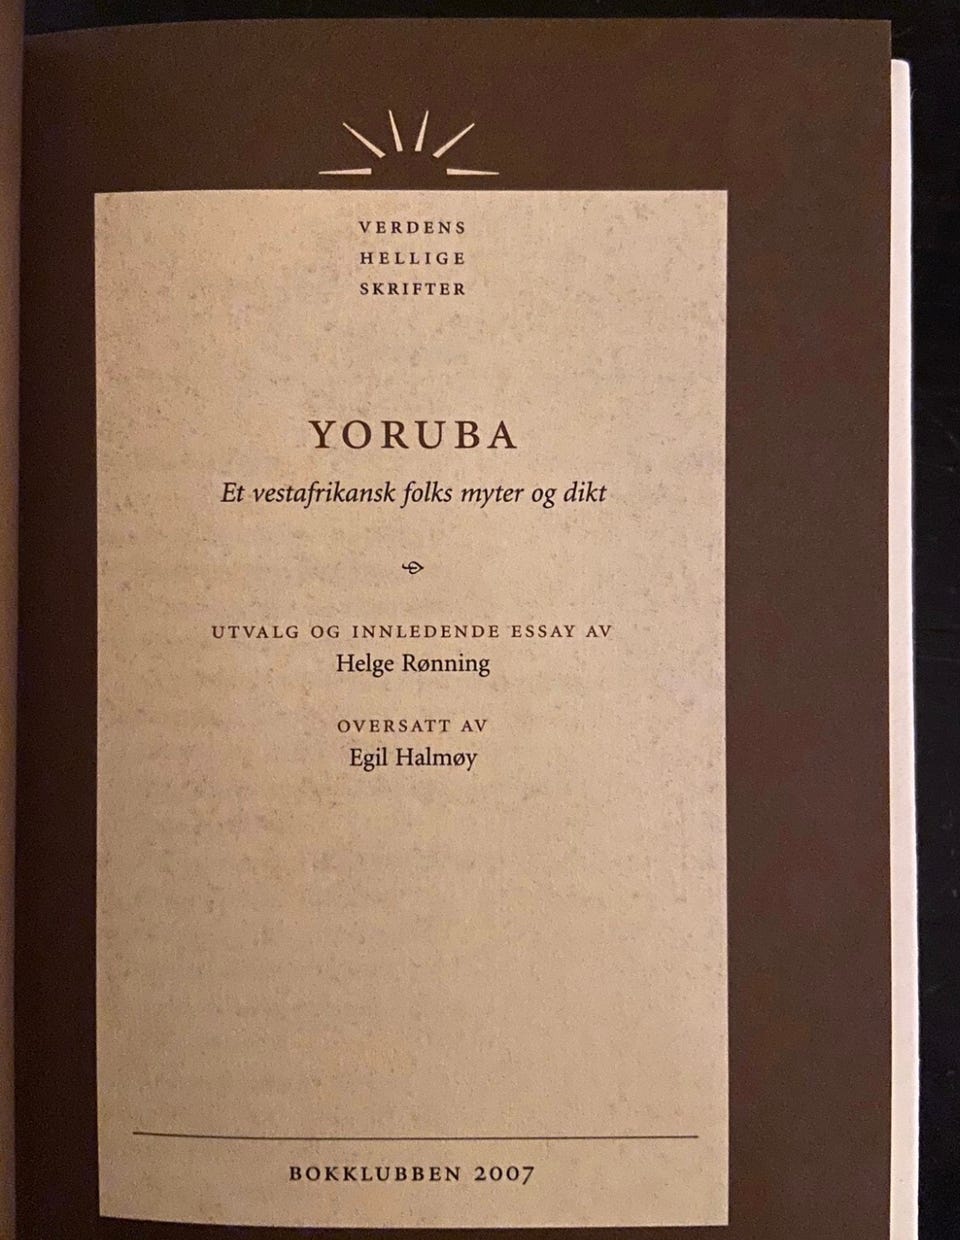 VERDENS
HELLIGE
SKRIFTER
YORUBA
Et vestafrikansk folks myter og dikt
UTVALG OG INNLEDENDE ESSAY AV
Helge Rønning
OVERSATT AV
Egil Halmøy
BOKKLUBBEN 2007